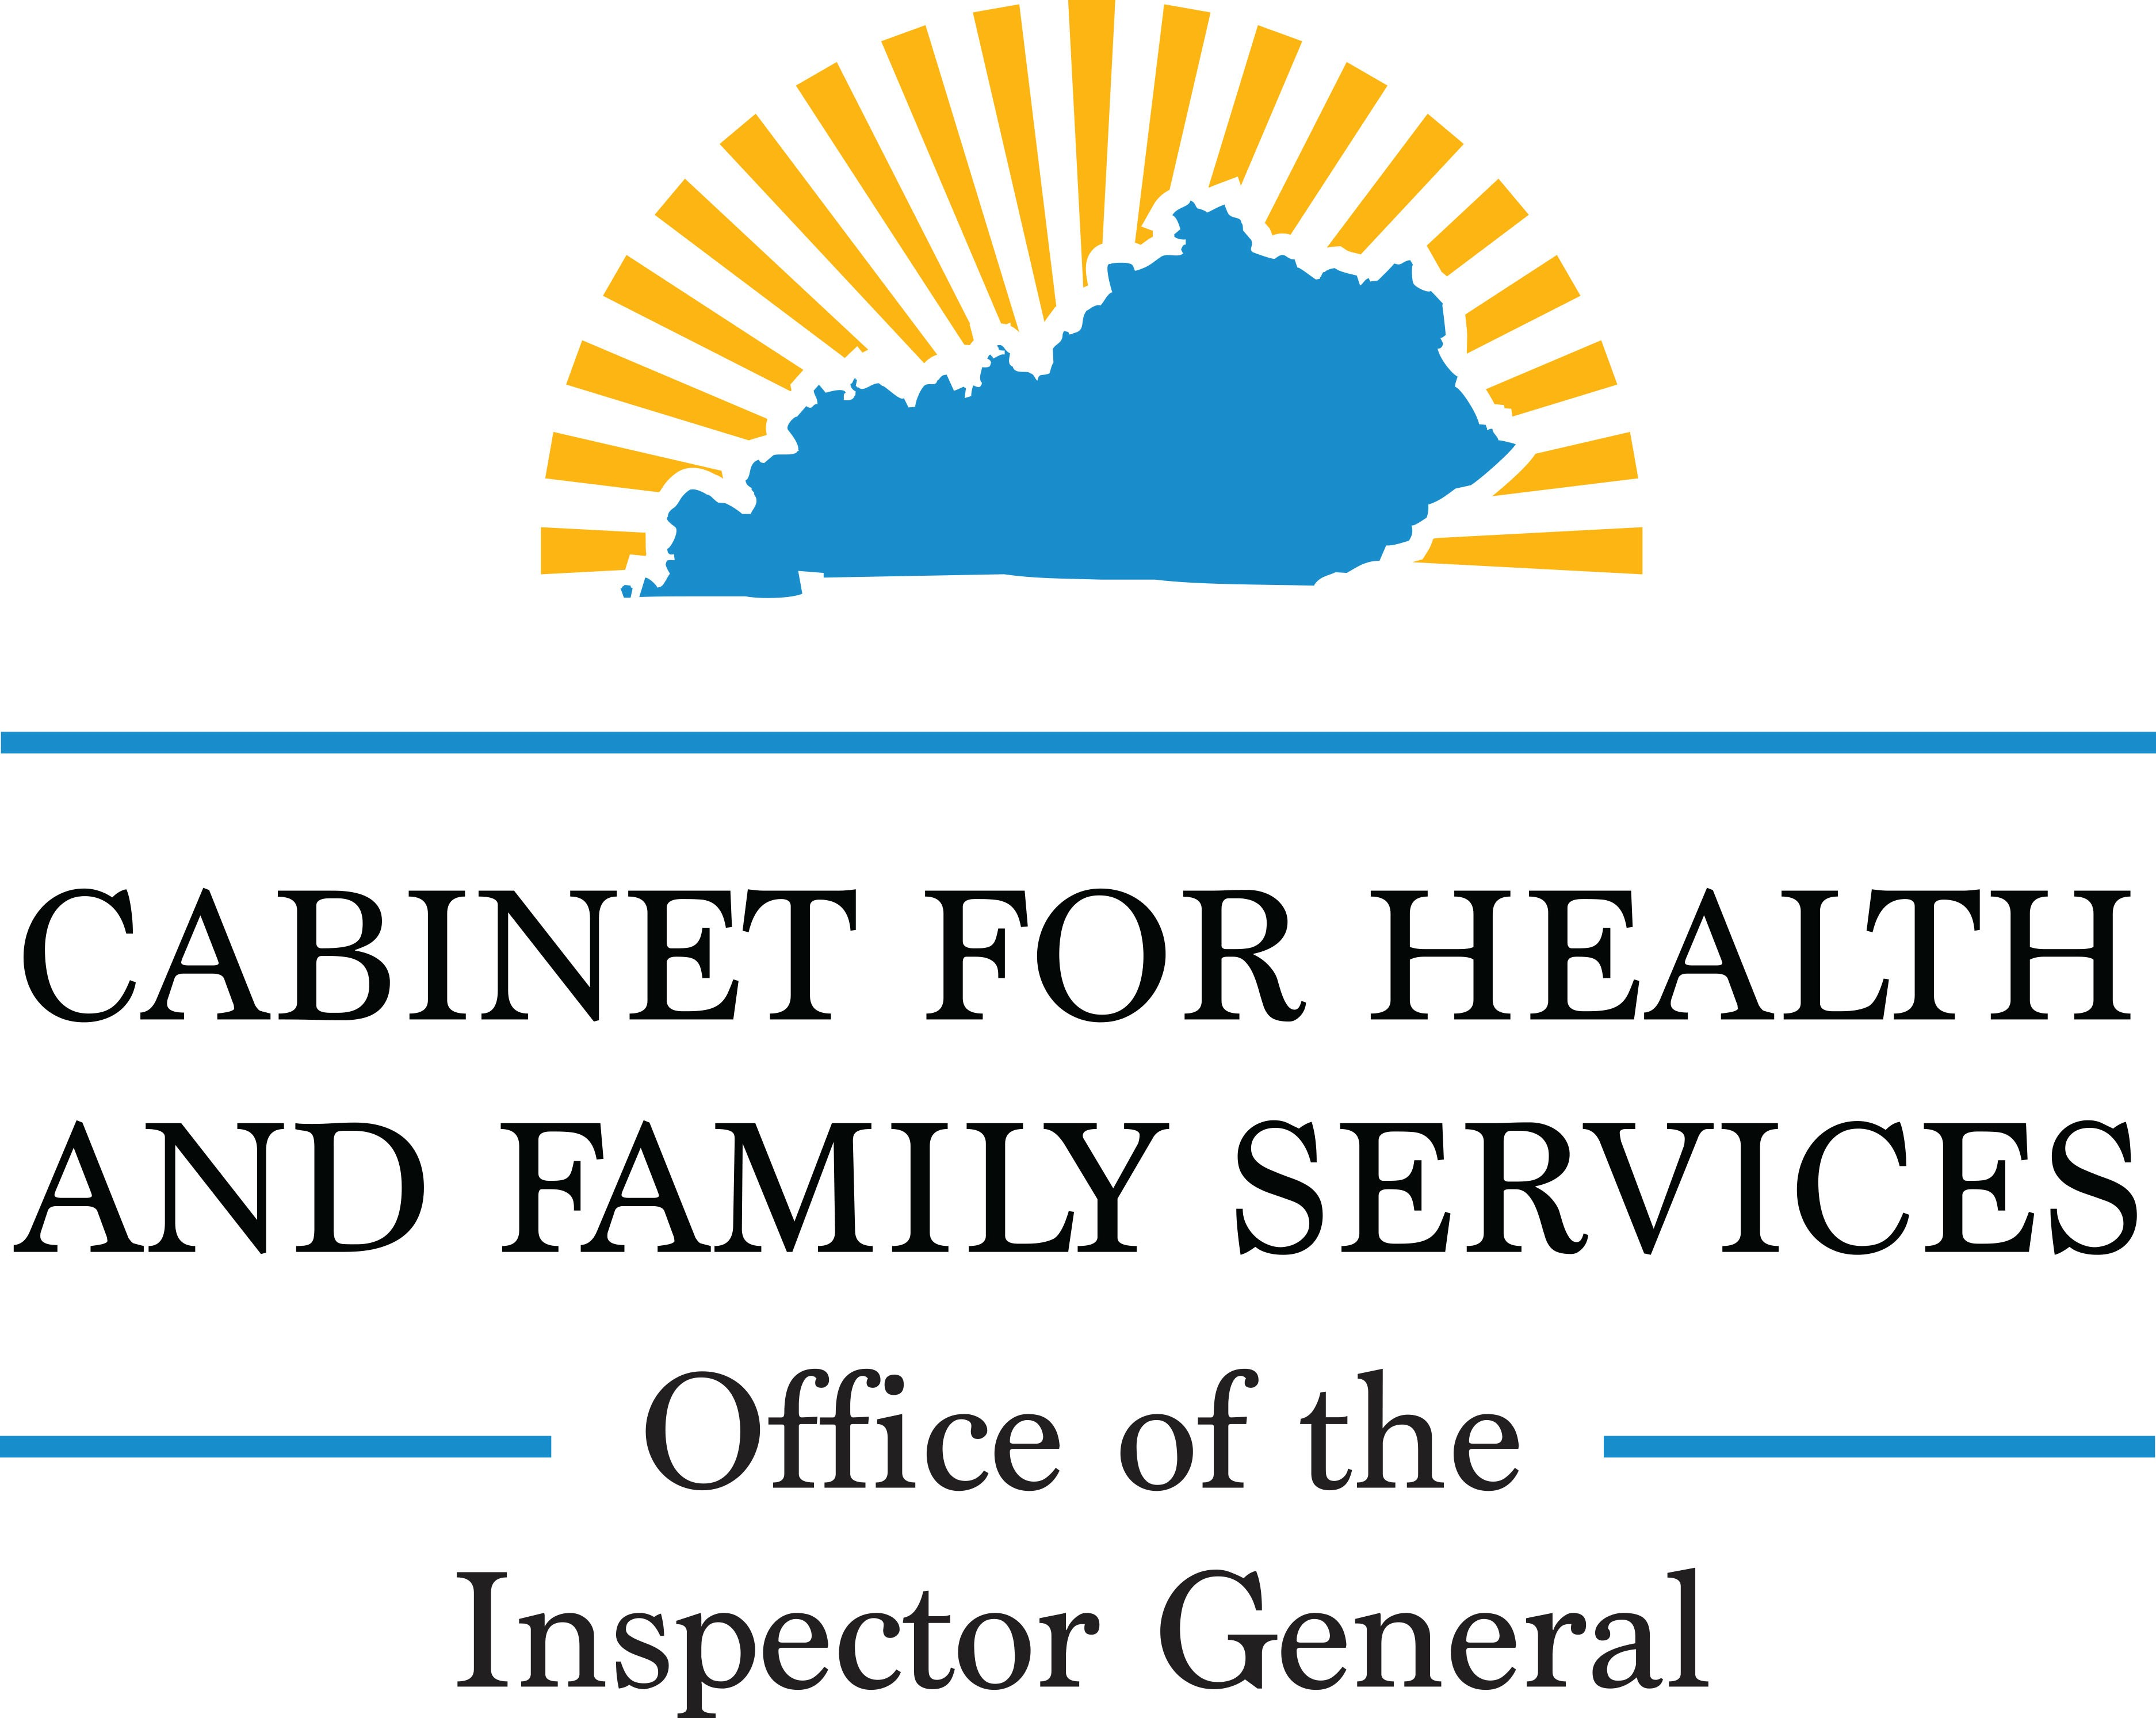 CABINET FOR HEALTH
AND FAMILY SERVICES
Office of the
Inspector General